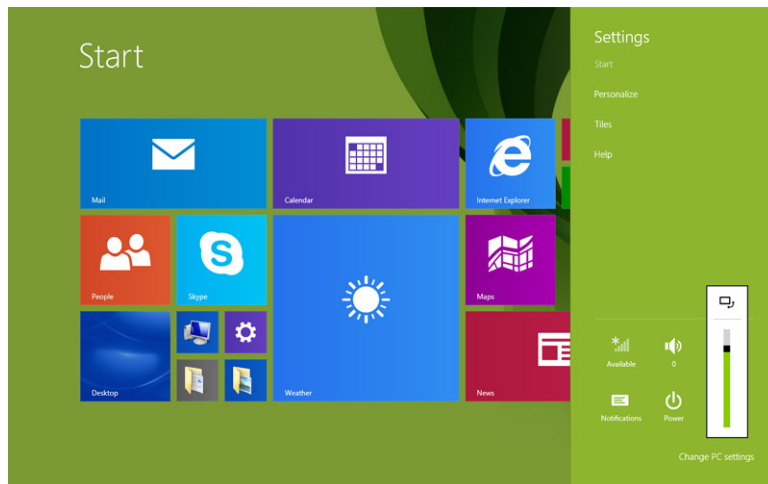 Start
Mail
Calendar
Internet Explorer
People
Skype
Maps
Desktop
Weather
News
Settings
Start
Personalize
Tiles
Help
Available
0
Notifications
Power
Change PC settings